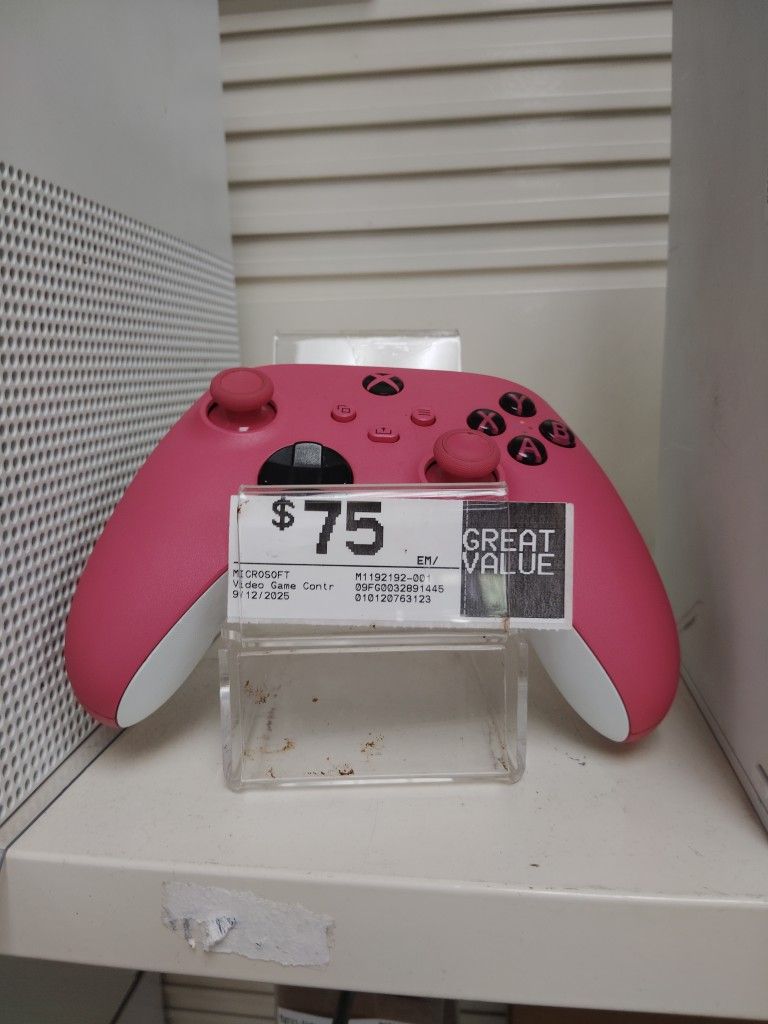 Y
X B
A
$75
EM/
GREAT
VALUE
MICROSOFT M1192192-001
Video Game Contr 09FG0032891445
9/12/2025 010120763123